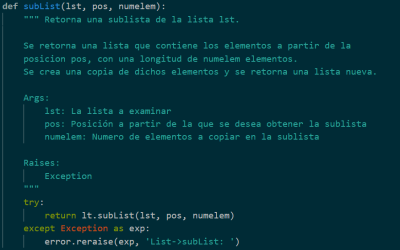 def subList(lst, pos, numelem):
""" Retorna una sublista de la lista lst.
Se retorna una lista que contiene los elementos a partir de la
posicion pos, con una longitud de numelem elementos.
Se crea una copia de dichos elementos y se retorna una lista nueva.
Args:
lst: La lista a examinar
pos: Posición a partir de la que se desea obtener la sublista
numelem: Numero de elementos a copiar en la sublista
Raises:
Exception
"""
try:
return lt.subList(lst, pos, numelem)
except Exception as exp:
error.reraise(exp, 'List->subList: ')